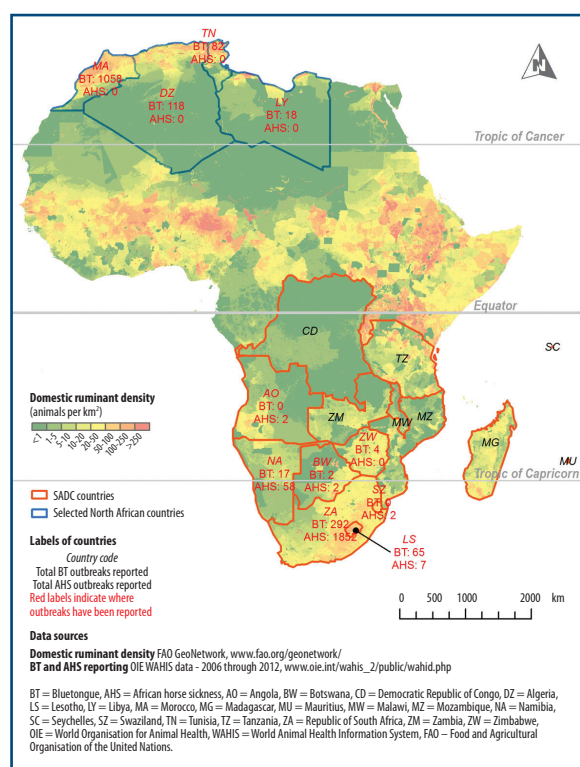 TN
BT: 82
AHS: 0
MA
BT: 1058
AHS: 0
DZ
BT: 118
AHS: 0
LY
BT: 18
AHS: 0
N
Tropic of Cancer
Equator
CD
TZ
SC
AO
BT: 0
AHS: 2
ZM
MW
MZ
ZW
BT: 4
AHS: 0
MG
MU
NA
BT: 17
AHS: 58
BW
BT: 2
AHS: 2
Tropic of Capricorn
SZ
BT: 0
AHS: 2
ZA
BT: 292
AHS: 1852
LS
BT: 65
AHS: 7
Domestic ruminant density
(animals per km²)
<1
1-5
5-10
10-20
20-50
50-100
100-250
>250
SADC countries
Selected North African countries
Labels of countries
Country code
Total BT outbreaks reported
Total AHS outbreaks reported
Red labels indicate where
outbreaks have been reported
0 500 1000 2000 km
Data sources
Domestic ruminant density FAO GeoNetwork, www.fao.org/geonetwork/
BT and AHS reporting OIE WAHIS data - 2006 through 2012, www.oie.int/wahis_2/public/wahid.php
BT = Bluetongue, AHS = African horse sickness, AO = Angola, BW = Botswana, CD = Democratic Republic of Congo, DZ = Algeria,
LS = Lesotho, LY = Libya, MA = Morocco, MG = Madagascar, MU = Mauritius, MW = Malawi, MZ = Mozambique, NA = Namibia,
SC = Seychelles, SZ = Swaziland, TN = Tunisia, TZ = Tanzania, ZA = Republic of South Africa, ZM = Zambia, ZW = Zimbabwe,
OIE = World Organisation for Animal Health, WAHIS = World Animal Health Information System, FAO – Food and Agricultural
Organisation of the United Nations.